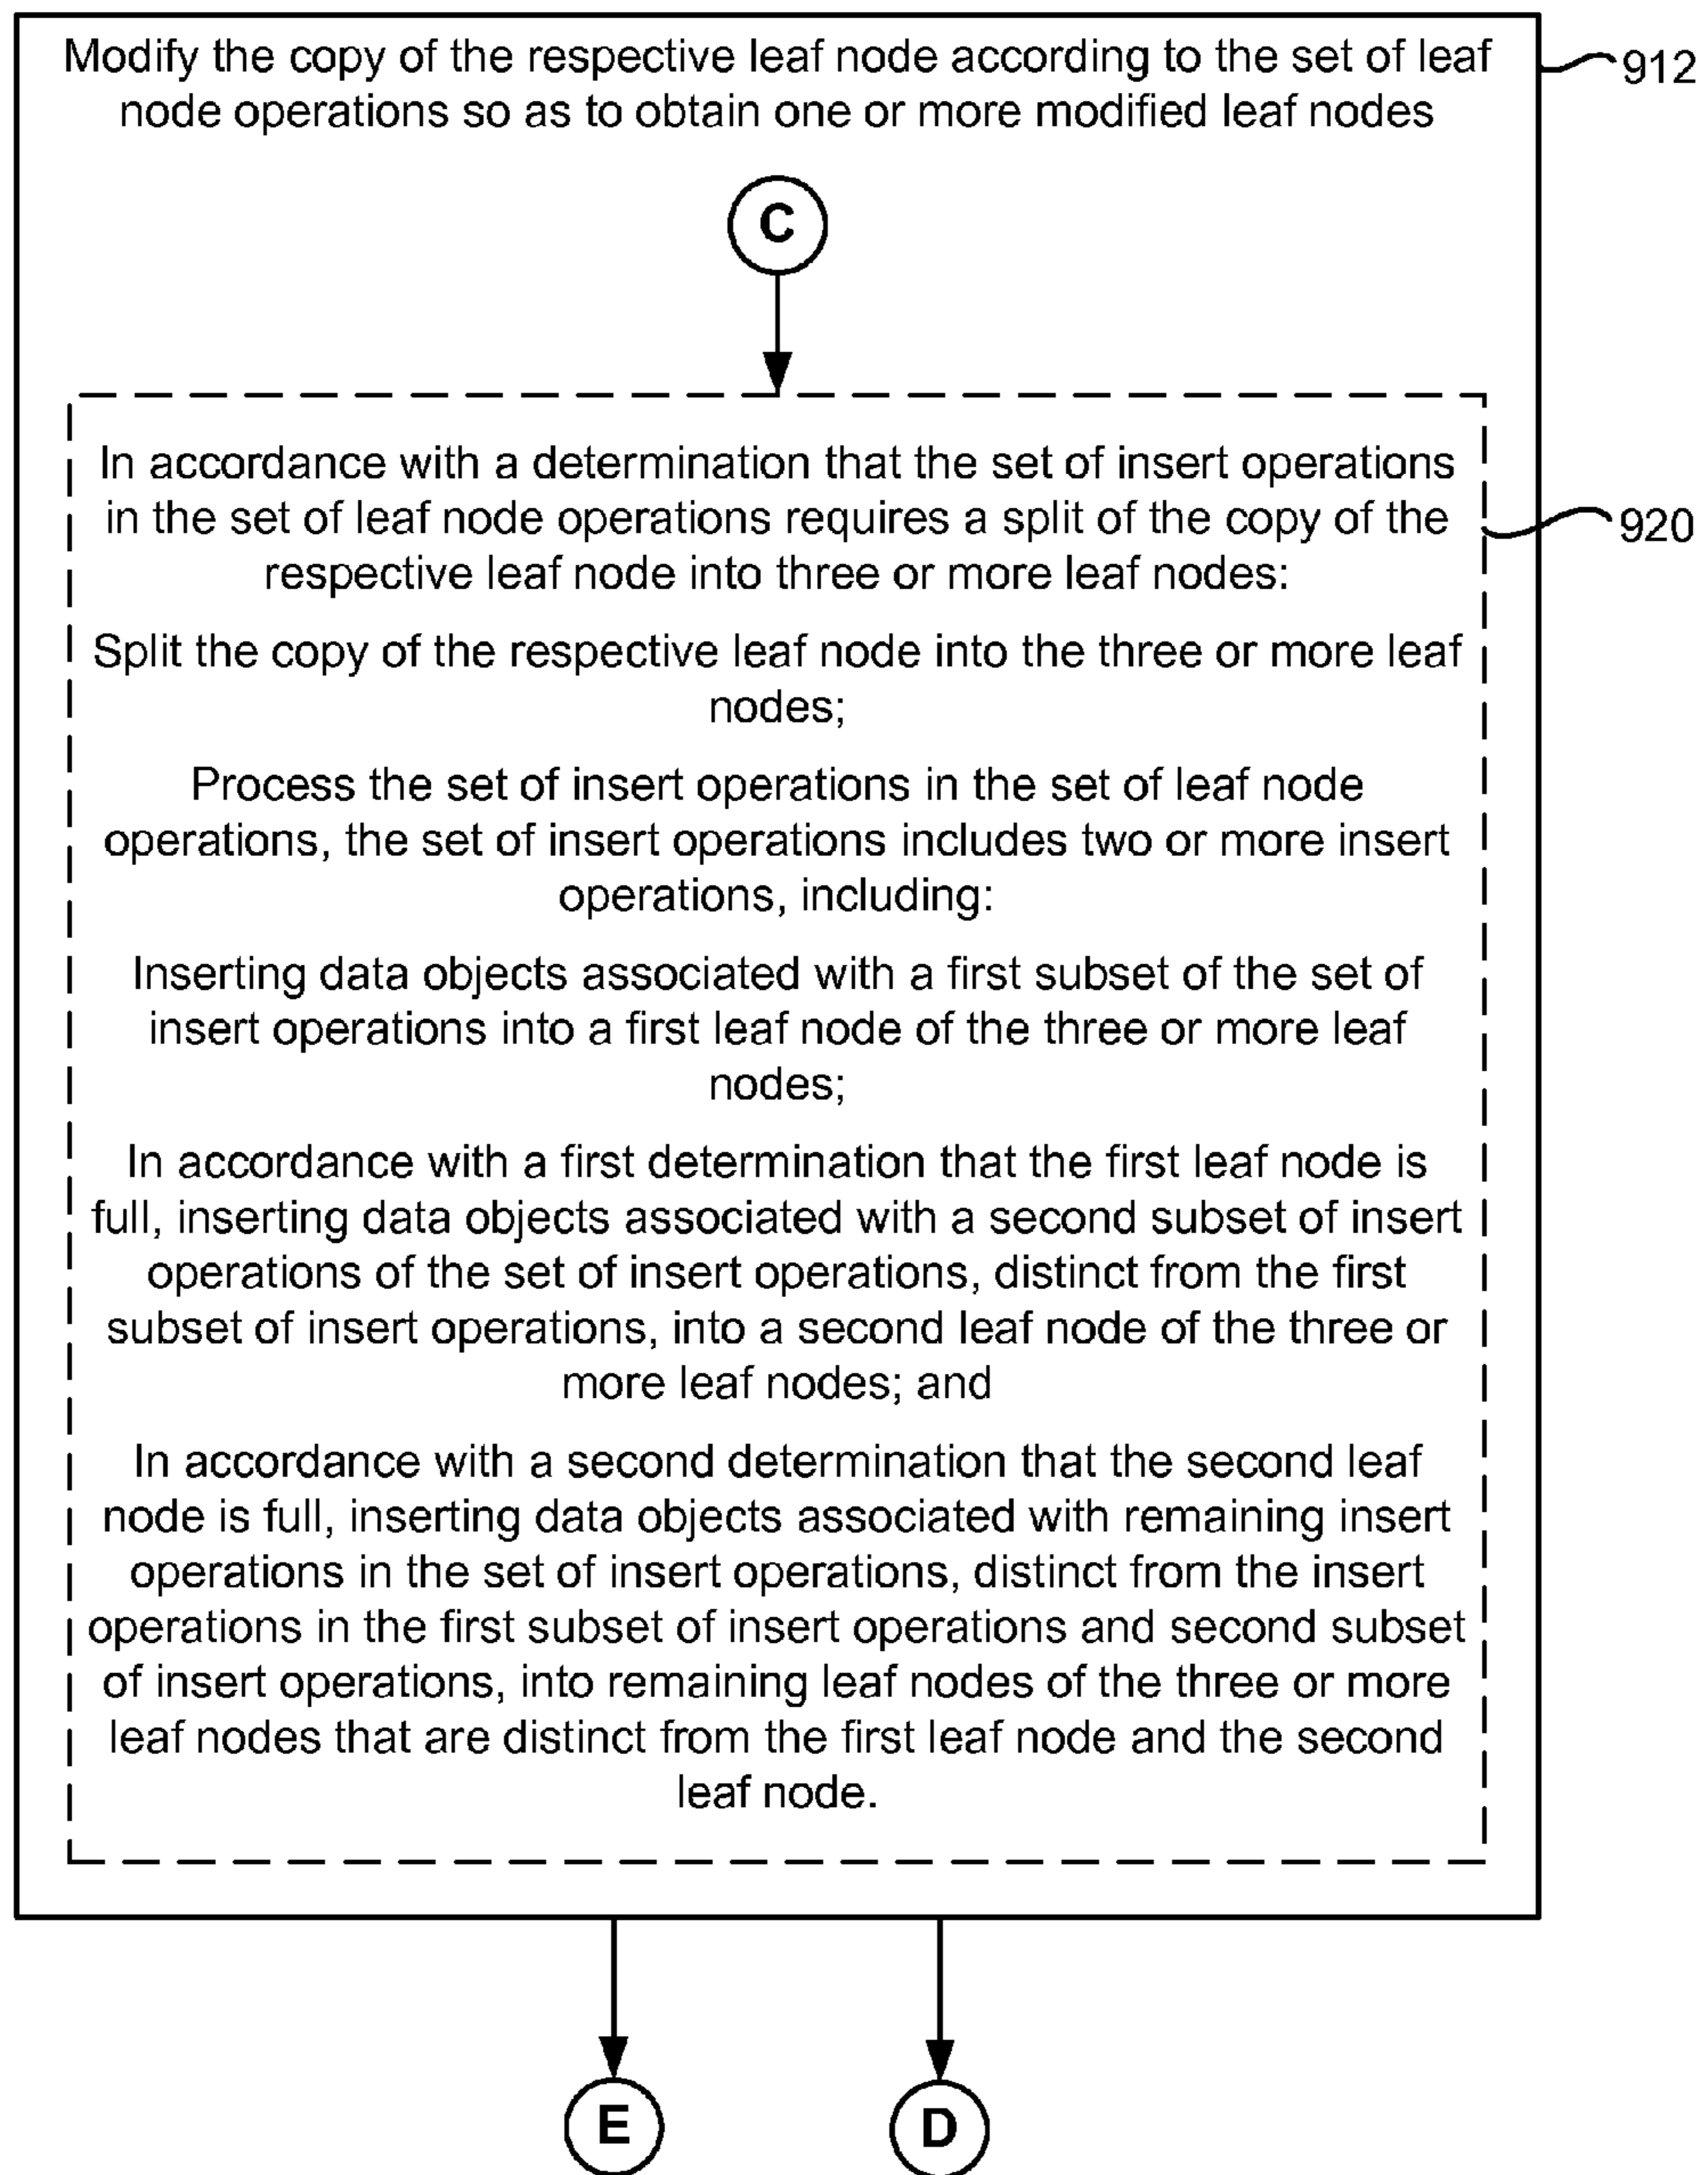 Modify the copy of the respective leaf node according to the set of leaf
node operations so as to obtain one or more modified leaf nodes
912
C
In accordance with a determination that the set of insert operations
in the set of leaf node operations requires a split of the copy of the
respective leaf node into three or more leaf nodes:
920
Split the copy of the respective leaf node into the three or more leaf
nodes;
Process the set of insert operations in the set of leaf node
operations, the set of insert operations includes two or more insert
operations, including:
Inserting data objects associated with a first subset of the set of
insert operations into a first leaf node of the three or more leaf
nodes;
In accordance with a first determination that the first leaf node is
full, inserting data objects associated with a second subset of insert
operations of the set of insert operations, distinct from the first
subset of insert operations, into a second leaf node of the three or
more leaf nodes; and
In accordance with a second determination that the second leaf
node is full, inserting data objects associated with remaining insert
operations in the set of insert operations, distinct from the insert
operations in the first subset of insert operations and second subset
of insert operations, into remaining leaf nodes of the three or more
leaf nodes that are distinct from the first leaf node and the second
leaf node.
E
D